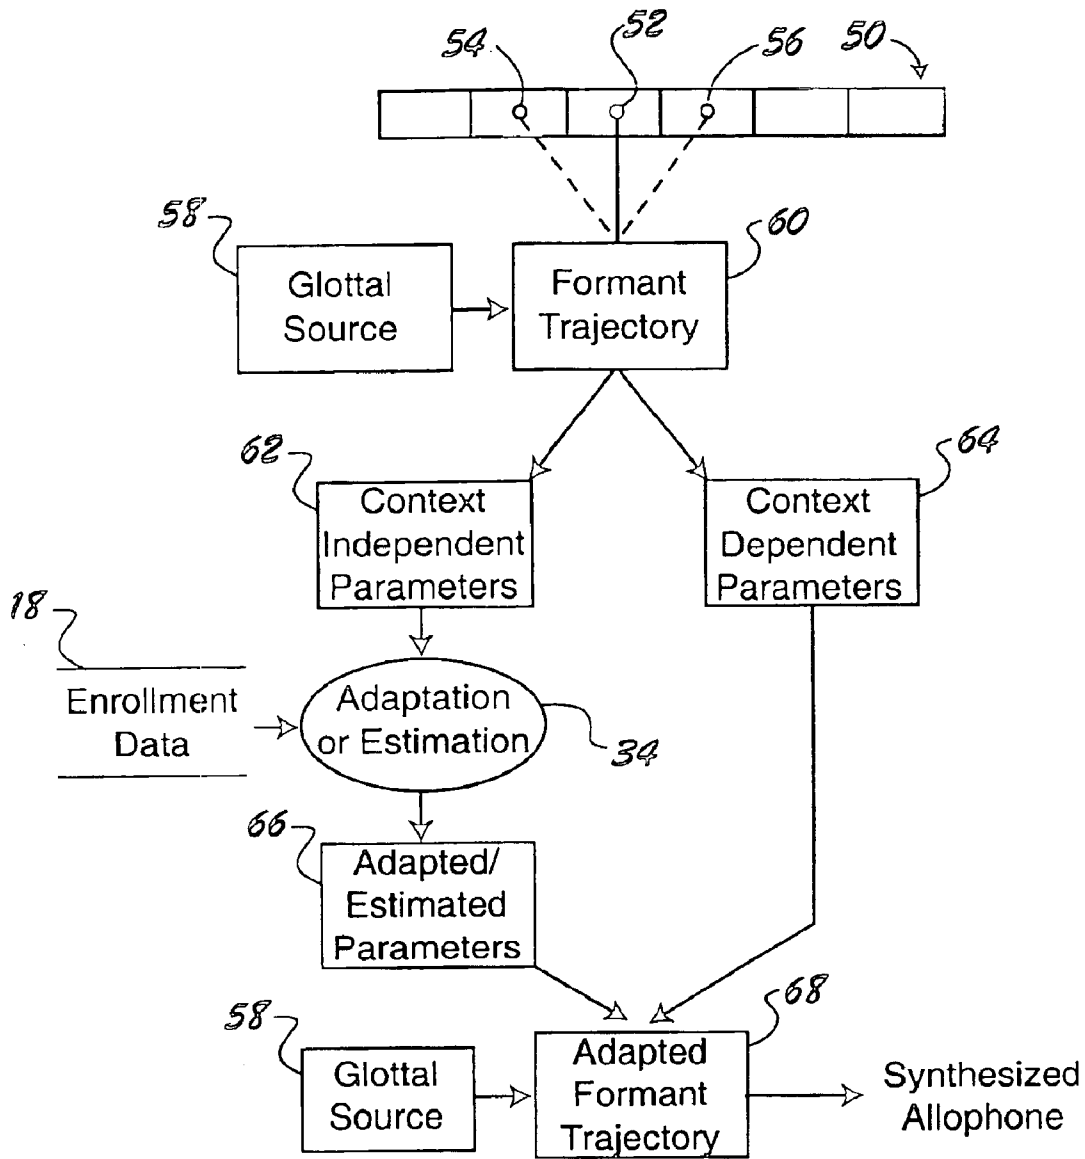 54
52
56
50
58
60
Glottal
Source
Formant
Trajectory
62
64
Context
Independent
Parameters
Context
Dependent
Parameters
18
Enrollment
Data
Adaptation
or Estimation
34
66
Adapted/
Estimated
Parameters
58
68
Glottal
Source
Adapted
Formant
Trajectory
Synthesized
Allophone